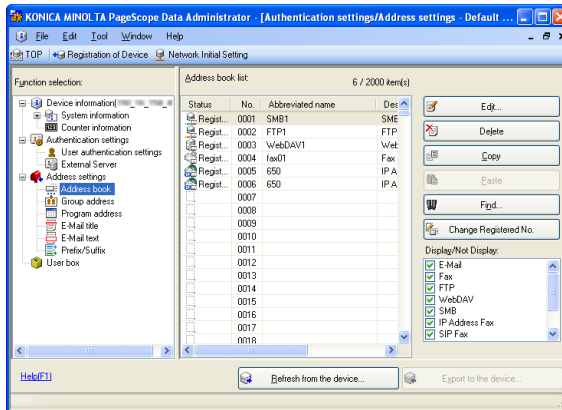 KONICA MINOLTA PageScope Data Administrator - [Authentication settings/Address settings - Default ...
File Edit Tool Window Help
TOP Registration of Device Network Initial Setting
Function selection:
Device information(
System information
Counter information
Authentication settings
User authentication settings
External Server
Address settings
Address book
Group address
Program address
E-Mail title
E-Mail text
Prefix/Suffix
User box
Address book list:
6 / 2000 item(s)
Status No. Abbreviated name Des
Regist... 0001 SMB1 SME
Regist... 0002 FTP1 FTP
Regist... 0003 WebDAV1 Web
Regist... 0004 fax01 Fax
Regist... 0005 650 IP A
Regist... 0006 650 IP A
0007
0008
0009
0010
0011
0012
0013
0014
0015
0016
0017
0018
Edit...
Delete
Copy
Paste
Find...
Change Registered No.
Display/Not Display:
E-Mail
Fax
FTP
WebDAV
SMB
IP Address Fax
SIP Fax
Help(F1)
Refresh from the device...
Export to the device...